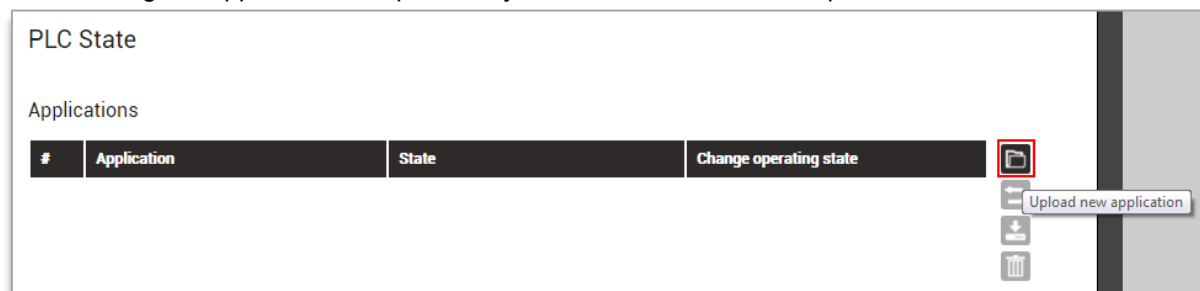 PLC State
Applications
# Application State Change operating state
Upload new application